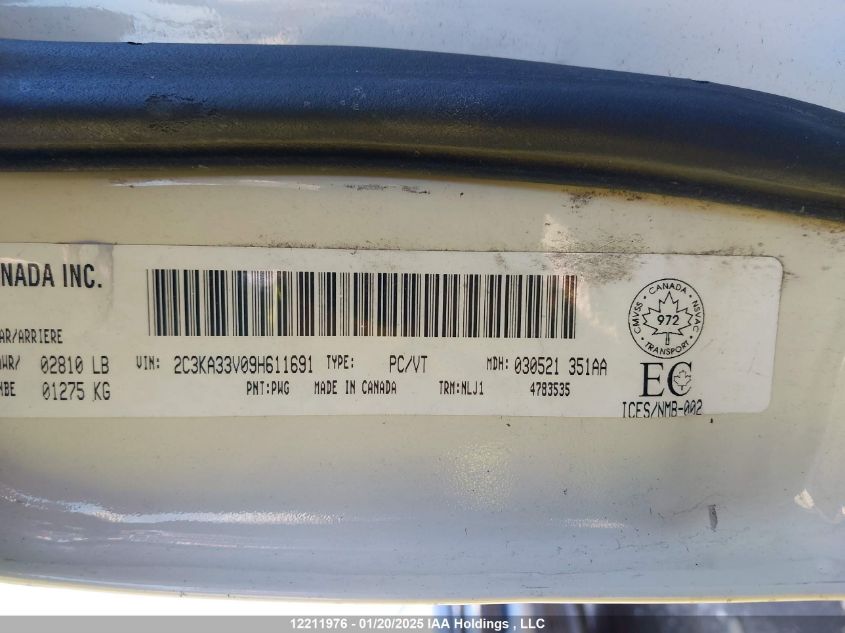 NADA INC.
AR/ARRIERE
02810 LB
01275 KG
VIN: 2C3KA33V09H611691 TYPE: PC/VT MDH: 030521 351AA
PNT:PWG MADE IN CANADA TRM:NLJ1 4783535
CANADA
CMVSS
NSVAC
972
TRANSPORT
EC
ICES/NMB-002
12211976 - 01/20/2025 IAA Holdings , LLC